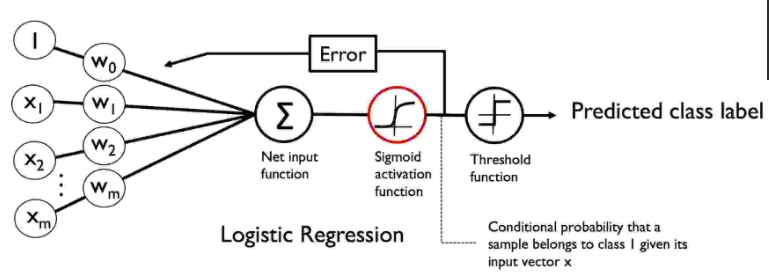 1
w0
Error
x1
w1
Σ
Predicted class label
x2
w2
Net input
function
Sigmoid
activation
function
Threshold
function
wm
xm
Logistic Regression
Conditional probability that a
sample belongs to class 1 given its
input vector x